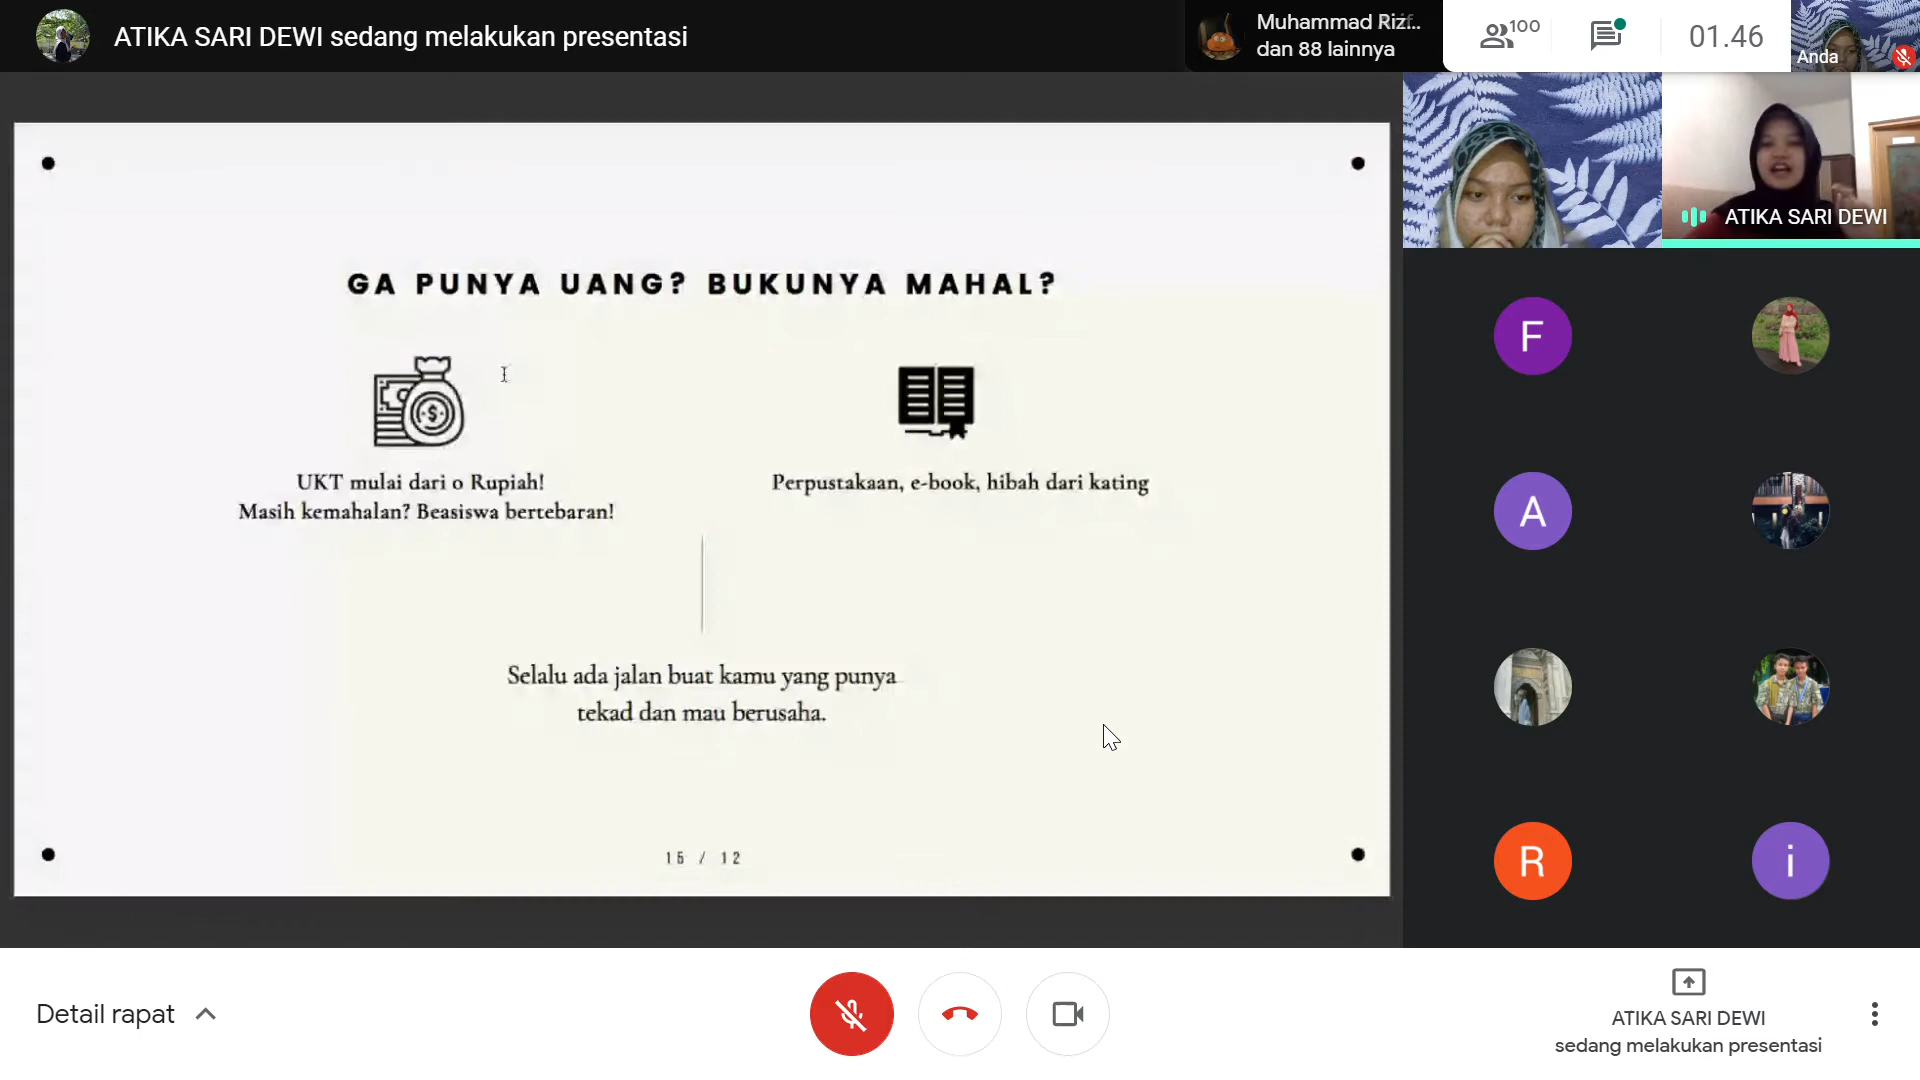 ATIKA SARI DEWI sedang melakukan presentasi
Muhammad Riz...
dan 88 lainnya
100
01.46
Anda
ATIKA SARI DEWI
GA PUNYA UANG? BUKUNYA MAHAL?
UKT mulai dari 0 Rupiah!
Masih kemahalan? Beasiswa bertebaran!
Perpustakaan, e-book, hibah dari kating
Selalu ada jalan buat kamu yang punya
tekad dan mau berusaha.
15 / 12
F
A
R
i
Detail rapat
ATIKA SARI DEWI
sedang melakukan presentasi